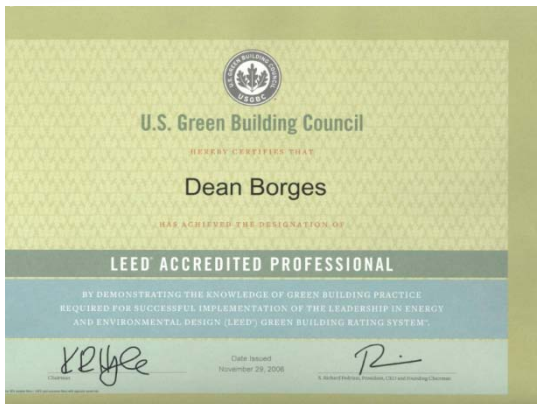 U.S. GREEN BUILDING COUNCIL
USGBC
U.S. Green Building Council
HEREBY CERTIFIES THAT
Dean Borges
HAS ACHIEVED THE DESIGNATION OF
LEED® ACCREDITED PROFESSIONAL
BY DEMONSTRATING THE KNOWLEDGE OF GREEN BUILDING PRACTICE
REQUIRED FOR SUCCESSFUL IMPLEMENTATION OF THE LEADERSHIP IN ENERGY
AND ENVIRONMENTAL DESIGN (LEED®) GREEN BUILDING RATING SYSTEM™.
Date Issued
November 29, 2006
Chairman
S. Richard Fedrizzi, President, CEO and Founding Chairman